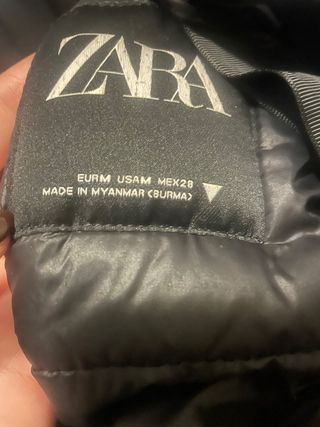 ZARA
EUR M USA M MEX 28
MADE IN MYANMAR (BURMA)